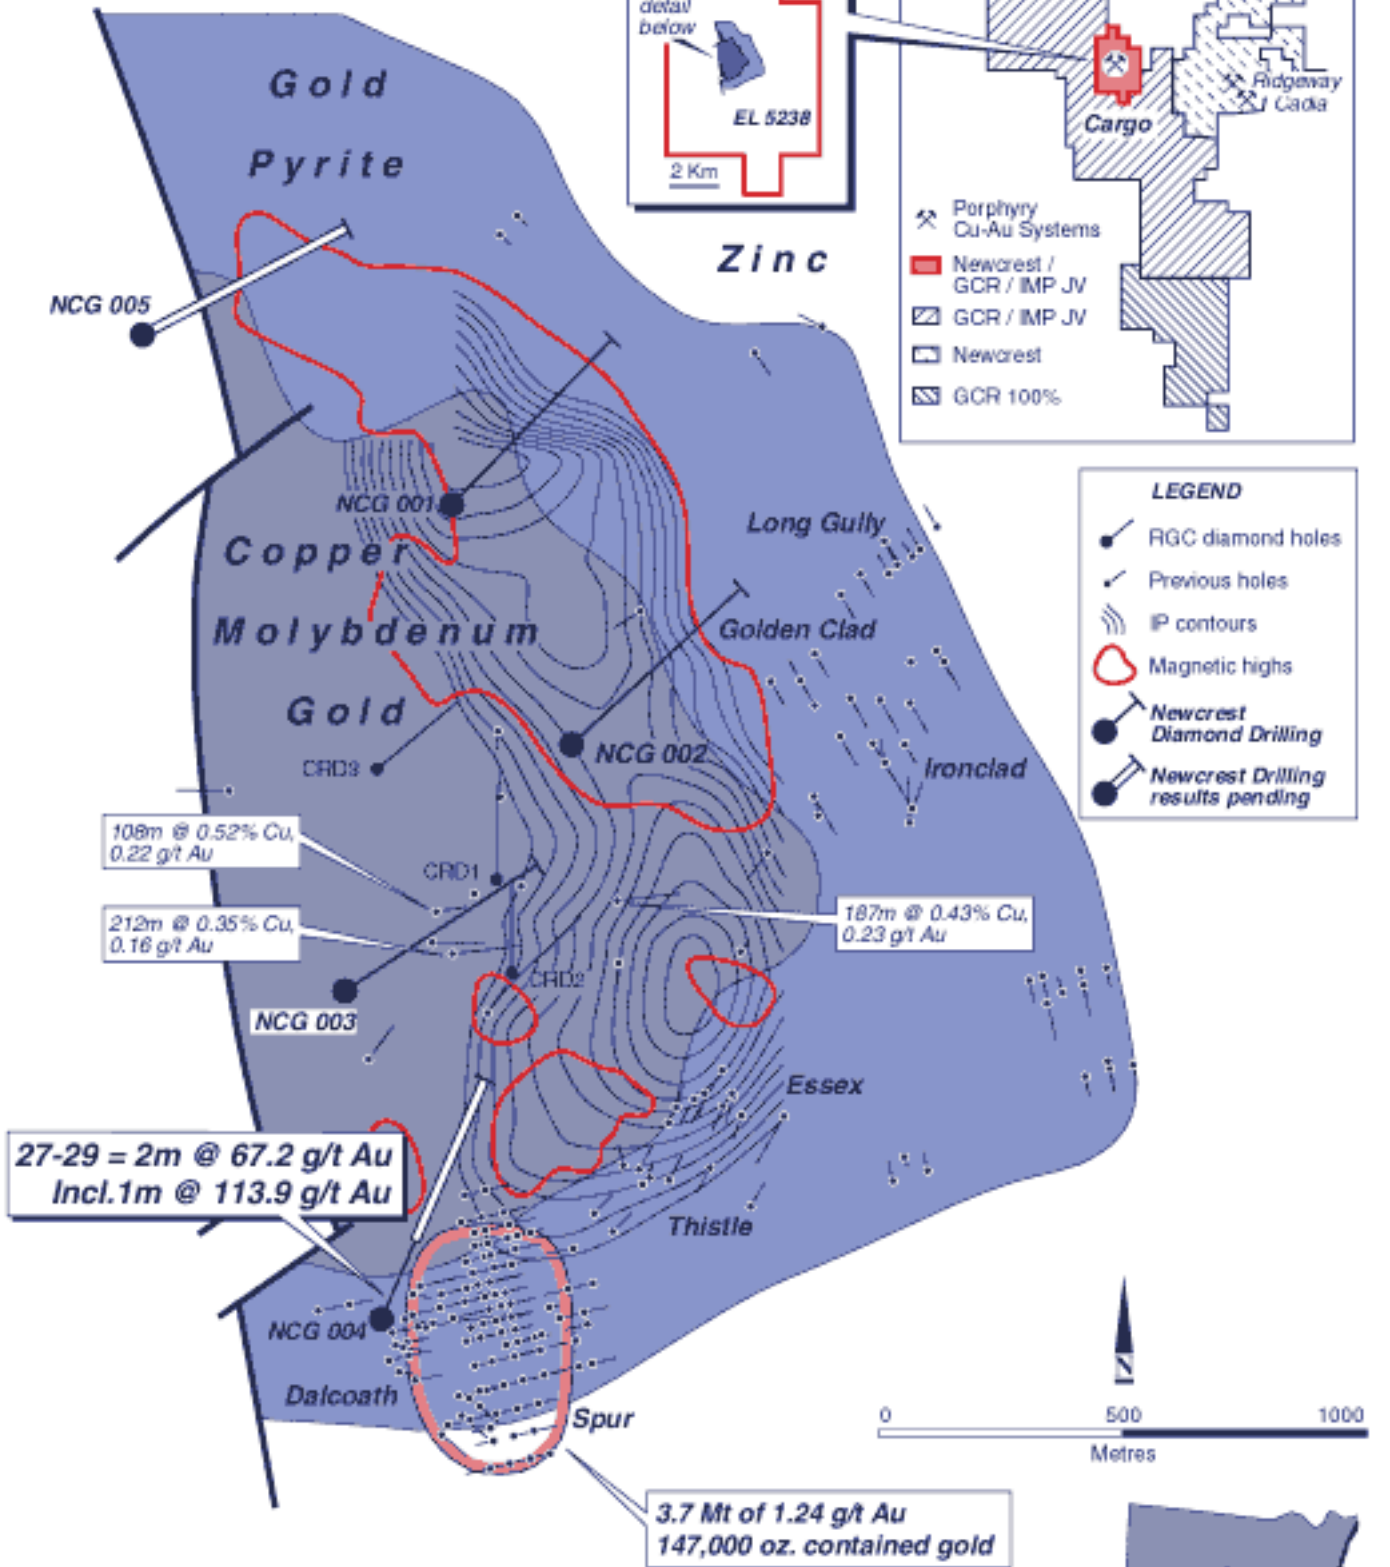 detail
below
EL 5238
2 Km
Ridgeway
Cadia
Cargo
Porphyry
Cu-Au Systems
Newcrest /
GCR / IMP JV
GCR / IMP JV
Newcrest
GCR 100%
Gold
Pyrite
Zinc
NCG 005
LEGEND
RGC diamond holes
Previous holes
IP contours
Magnetic highs
Newcrest
Diamond Drilling
Newcrest Drilling
results pending
NCG 001
Long Gully
Copper
Molybdenum
Gold
Golden Clad
NCG 002
CRD3
Ironclad
108m @ 0.52% Cu,
0.22 g/t Au
CRD1
212m @ 0.35% Cu,
0.16 g/t Au
187m @ 0.43% Cu,
0.23 g/t Au
CRD2
NCG 003
Essex
27-29 = 2m @ 67.2 g/t Au
Incl.1m @ 113.9 g/t Au
Thistle
NCG 004
Dalcoath
Spur
N
0 500 1000
Metres
3.7 Mt of 1.24 g/t Au
147,000 oz. contained gold